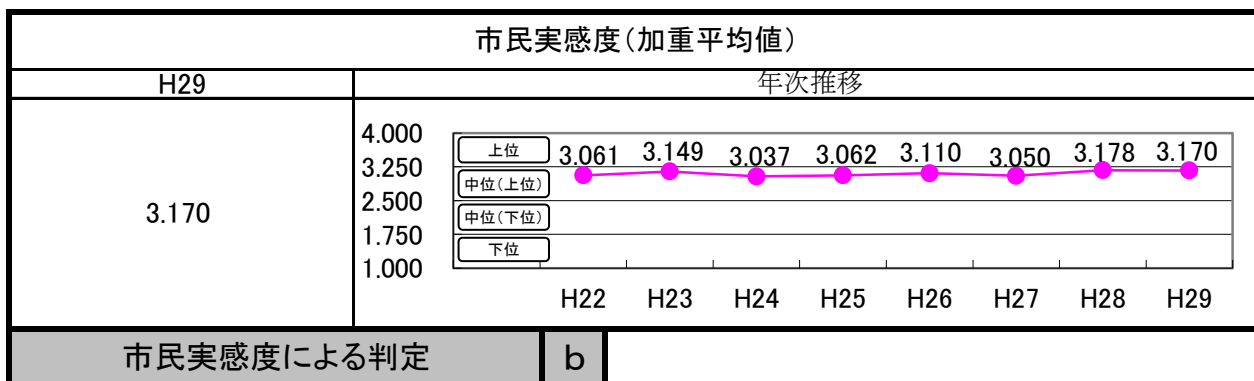 市民実感度(加重平均値)
H29 年次推移
3.170
4.000
3.250
2.500
1.750
1.000
上位
中位(上位)
中位(下位)
下位
3.061 3.149 3.037 3.062 3.110 3.050 3.178 3.170
H22 H23 H24 H25 H26 H27 H28 H29
市民実感度による判定 b